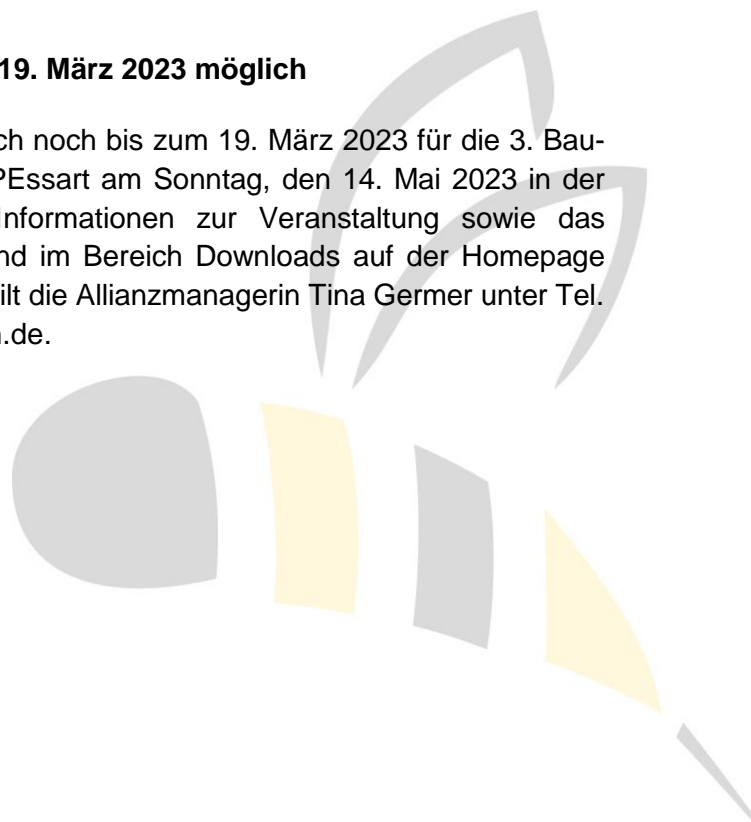 19. März 2023 möglich
ch noch bis zum 19. März 2023 für die 3. Bau-
PEssart am Sonntag, den 14. Mai 2023 in der
Informationen zur Veranstaltung sowie das
nd im Bereich Downloads auf der Homepage
ilt die Allianzmanagerin Tina Germer unter Tel.
.de.